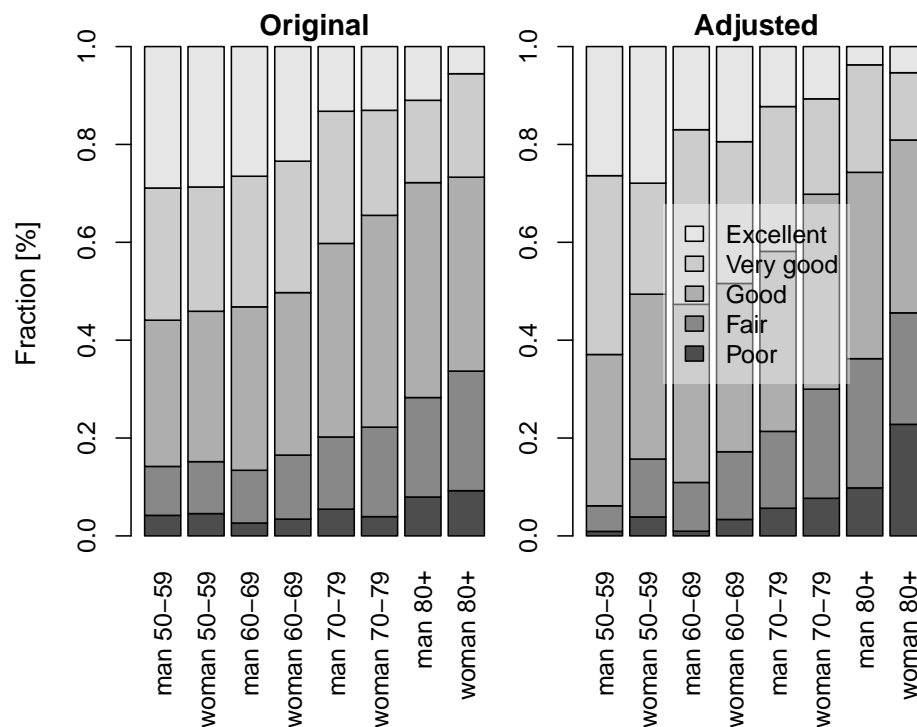 Original
Adjusted
Fraction [%]
1.0
0.8
0.6
0.4
0.2
0.0
man 50−59
woman 50−59
man 60−69
woman 60−69
man 70−79
woman 70−79
man 80+
woman 80+
1.0
0.8
0.6
0.4
0.2
0.0
Excellent
Very good
Good
Fair
Poor
man 50−59
woman 50−59
man 60−69
woman 60−69
man 70−79
woman 70−79
man 80+
woman 80+